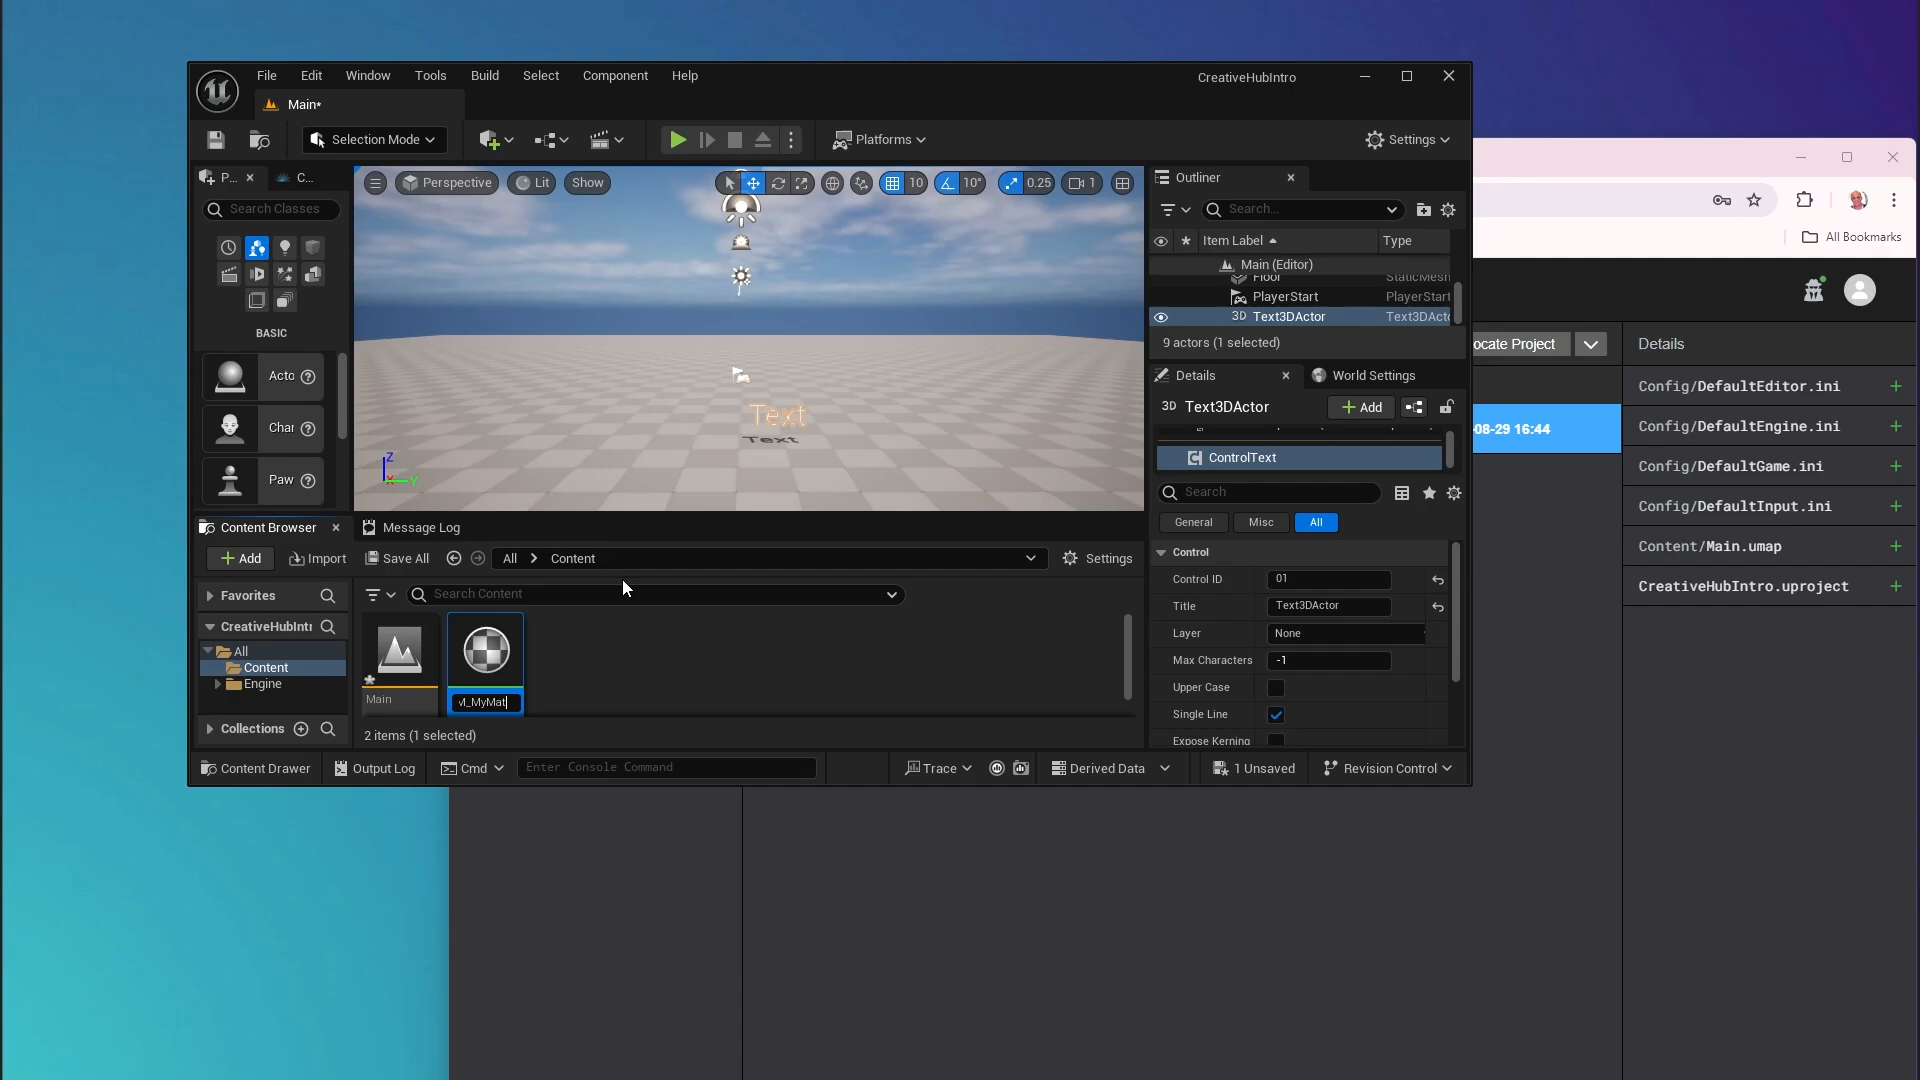 File Edit Window Tools Build Select Component Help
CreativeHubIntro
Main*
Selection Mode
Platforms
Settings
P...
C...
Search Classes
BASIC
Acto
Char
Paw
Perspective
Lit
Show
10
10°
0.25
1
Text
Text
Z
Y
Outliner
Search...
Item Label
Type
Main (Editor)
Floor StaticMesh
PlayerStart PlayerStart
3D Text3DActor Text3DActo
9 actors (1 selected)
Details
World Settings
3D Text3DActor
Add
ControlText
Search
General
Misc
All
Control
Control ID 01
Title Text3DActor
Layer None
Max Characters -1
Upper Case
Single Line
Expose Kerning
Content Browser
Message Log
Add
Import
Save All
All
Content
Settings
Favorites
CreativeHubIntr
All
Content
Engine
Collections
Search Content
Main
M_MyMat
2 items (1 selected)
Content Drawer
Output Log
Cmd
Enter Console Command
Trace
Derived Data
1 Unsaved
Revision Control
All Bookmarks
ocate Project
-08-29 16:44
Details
Config/DefaultEditor.ini
Config/DefaultEngine.ini
Config/DefaultGame.ini
Config/DefaultInput.ini
Content/Main.umap
CreativeHubIntro.uproject